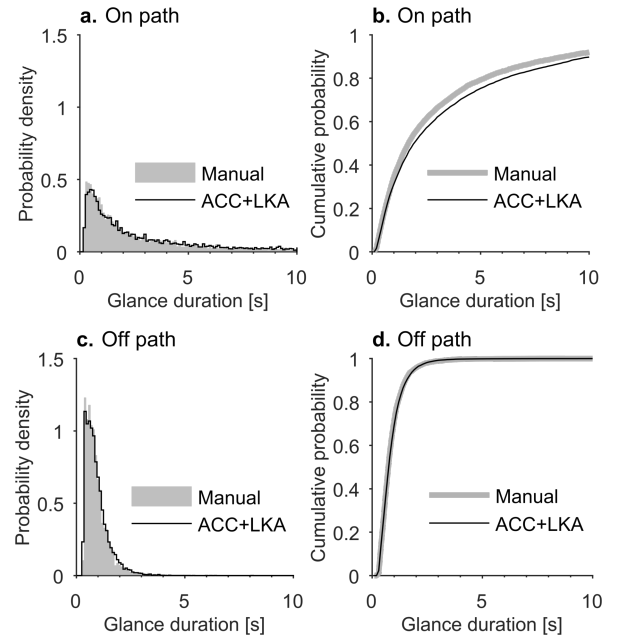 a. On path
1.5
1
0.5
0
Probability density
Manual
ACC+LKA
0 5 10
Glance duration [s]
b. On path
1
0.8
0.6
0.4
0.2
0
Cumulative probability
Manual
ACC+LKA
0 5 10
Glance duration [s]
c. Off path
1.5
1
0.5
0
Probability density
Manual
ACC+LKA
0 5 10
Glance duration [s]
d. Off path
1
0.8
0.6
0.4
0.2
0
Cumulative probability
Manual
ACC+LKA
0 5 10
Glance duration [s]